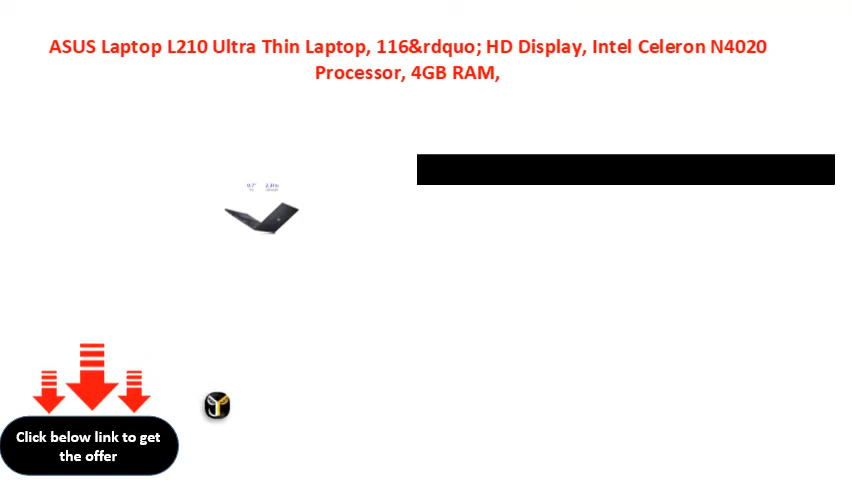 ASUS Laptop L210 Ultra Thin Laptop, 116&rdquo; HD Display, Intel Celeron N4020
Processor, 4GB RAM,
Click below link to get
the offer